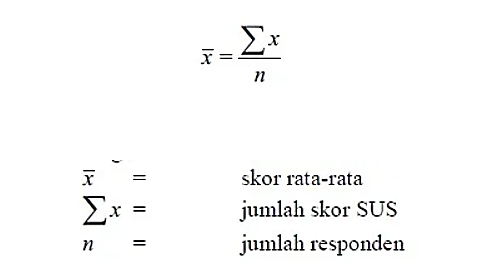 x̅ = ∑x / n
x̅ = skor rata-rata
∑x = jumlah skor SUS
n = jumlah responden